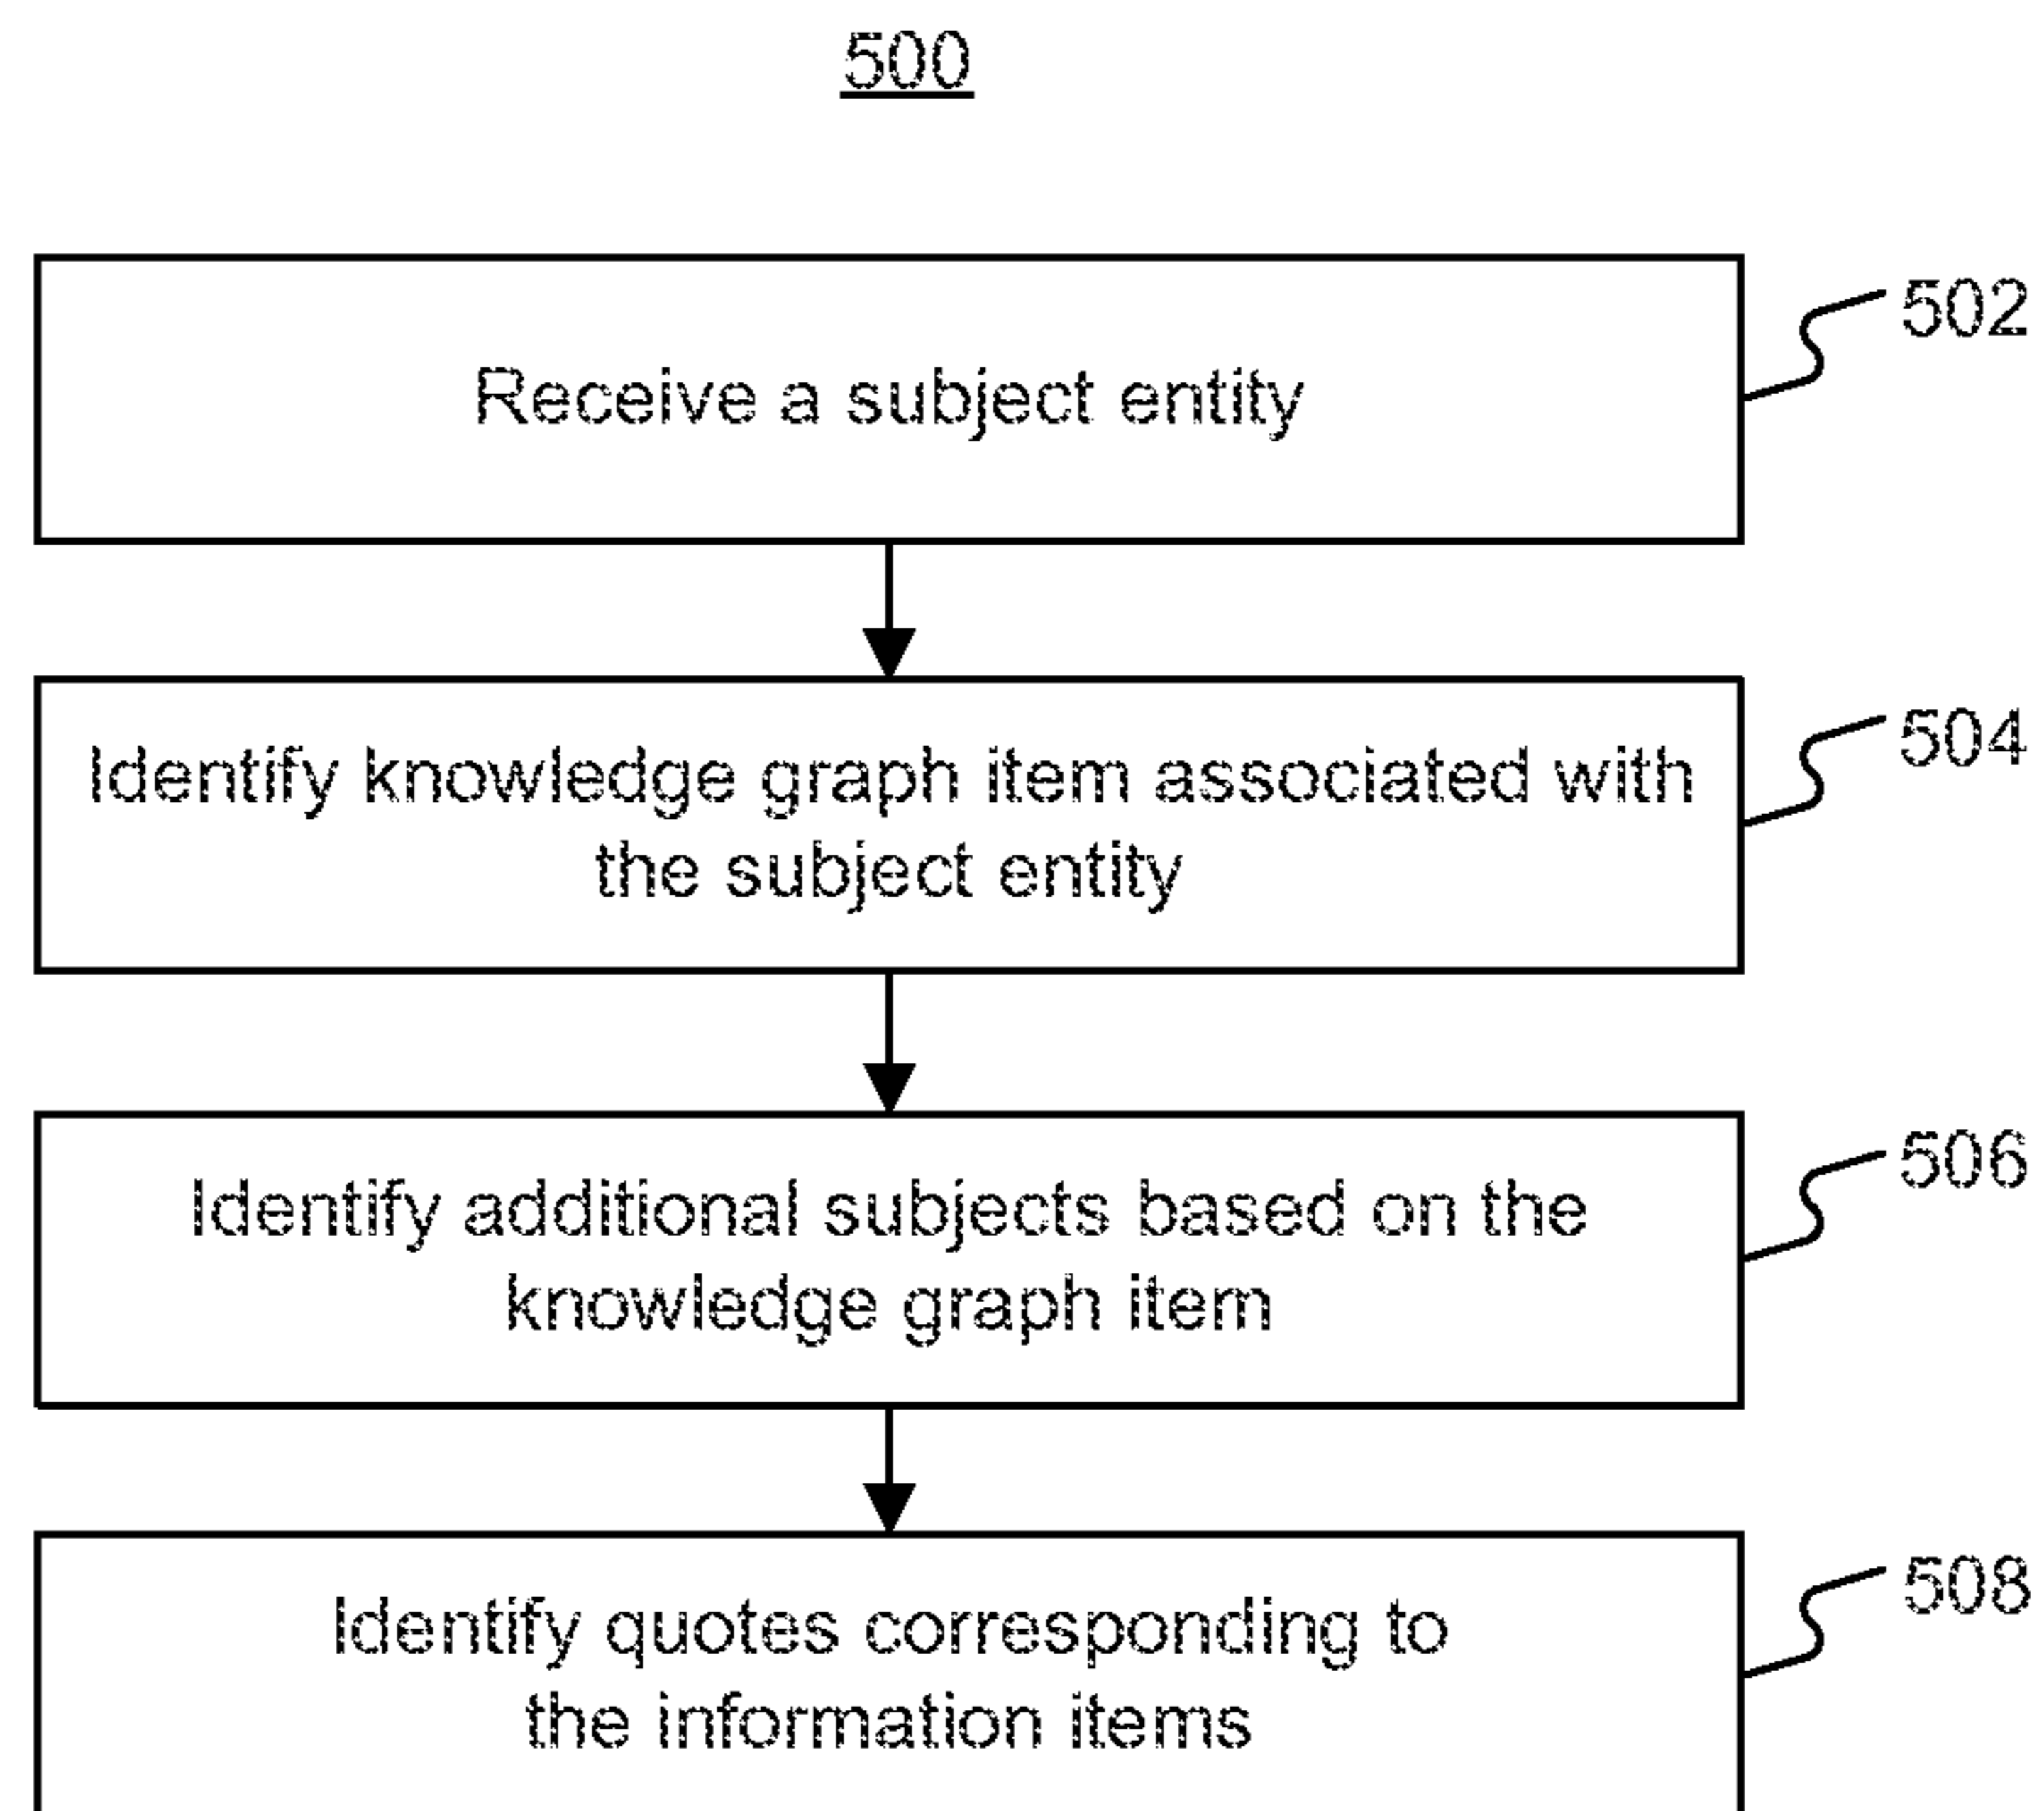 500
Receive a subject entity
502
Identify knowledge graph item associated with
the subject entity
504
Identify additional subjects based on the
knowledge graph item
506
Identify quotes corresponding to
the information items
508